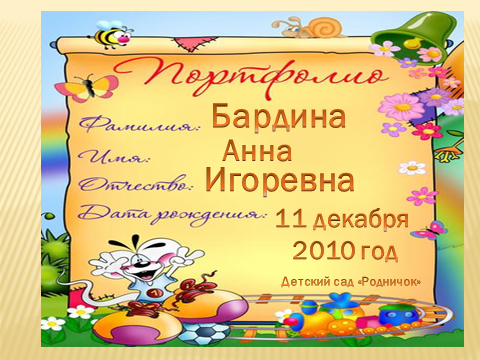 Портфолио
Фамилия: Бардина
Имя: Анна
Отчество: Игоревна
Дата рождения: 11 декабря
2010 год
Детский сад «Родничок»